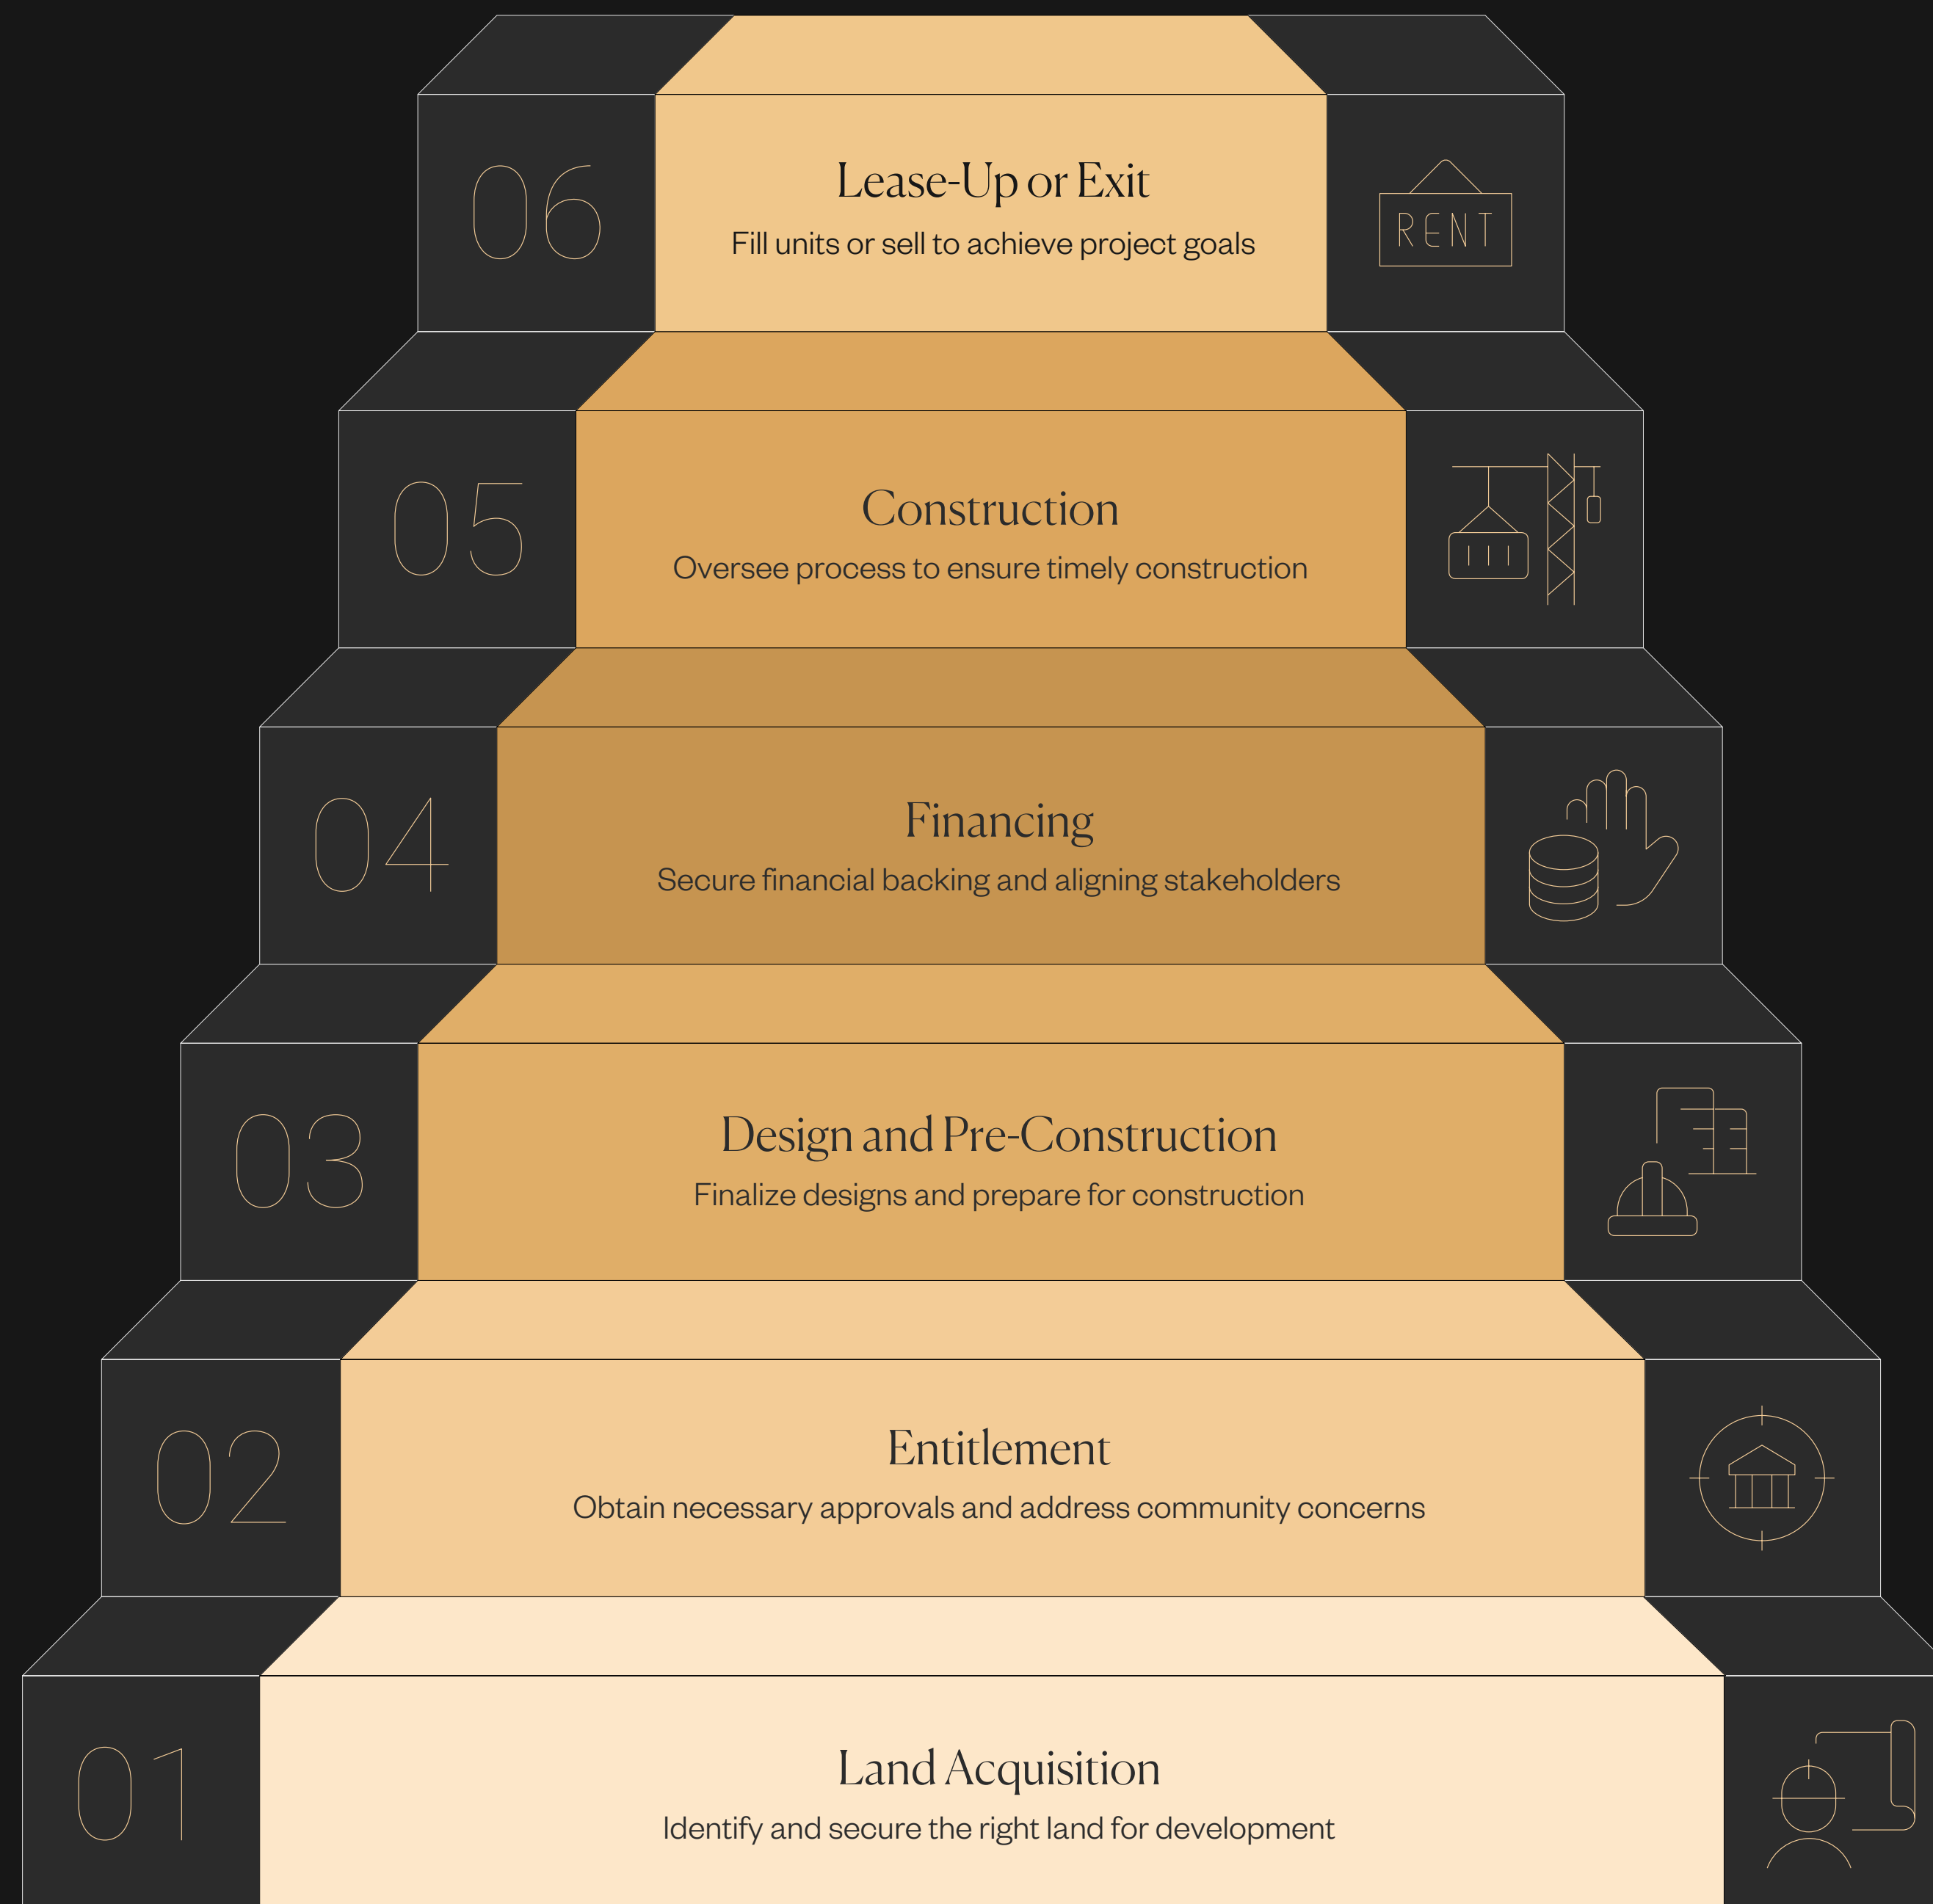 06
Lease-Up or Exit
Fill units or sell to achieve project goals
RENT
05
Construction
Oversee process to ensure timely construction
04
Financing
Secure financial backing and aligning stakeholders
03
Design and Pre-Construction
Finalize designs and prepare for construction
02
Entitlement
Obtain necessary approvals and address community concerns
01
Land Acquisition
Identify and secure the right land for development